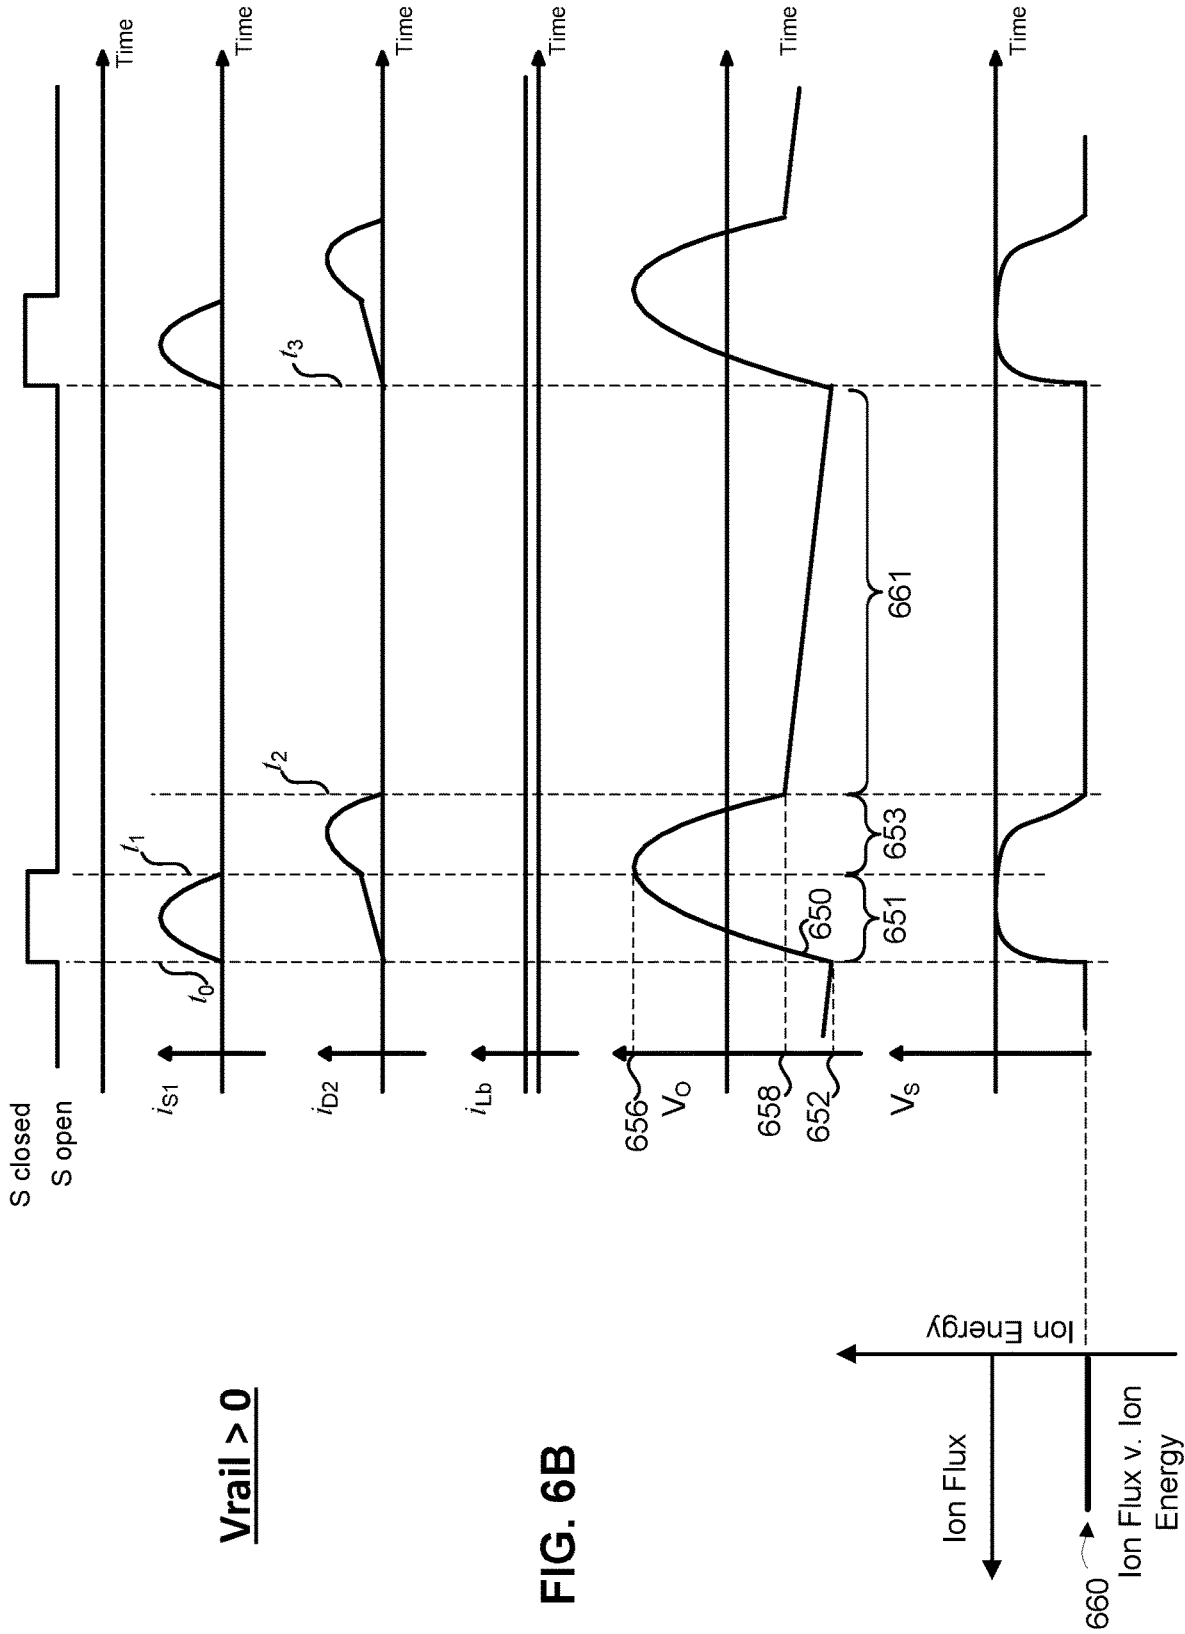 S closed
S open
Time
i_S1
t_0
t_1
Time
i_D2
t_2
t_3
Time
i_Lb
656
V_O
658
652
650
651
653
661
Time
V_S
Time
Vrail > 0
FIG. 6B
Ion Flux
Ion Energy
660
Ion Flux v. Ion
Energy